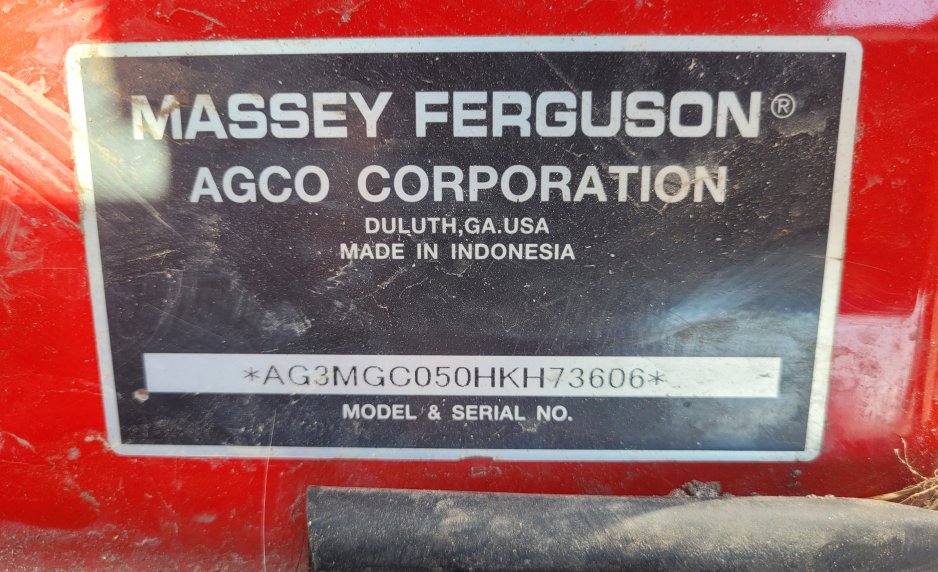 MASSEY FERGUSON®
AGCO CORPORATION
DULUTH,GA.USA
MADE IN INDONESIA
*AG3MGC050HKH73606*
MODEL & SERIAL NO.